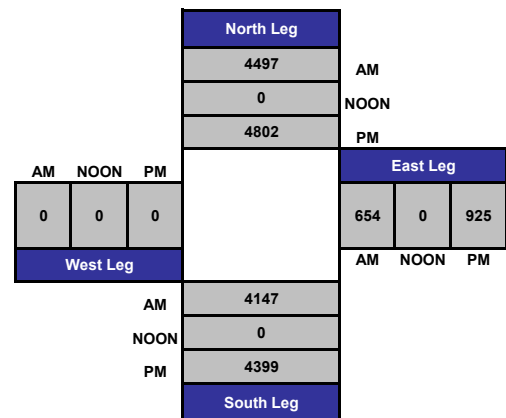 North Leg
4497 AM
0 NOON
4802 PM
AM NOON PM East Leg
0 0 0 654 0 925
West Leg AM NOON PM
AM 4147
NOON 0
PM 4399
South Leg